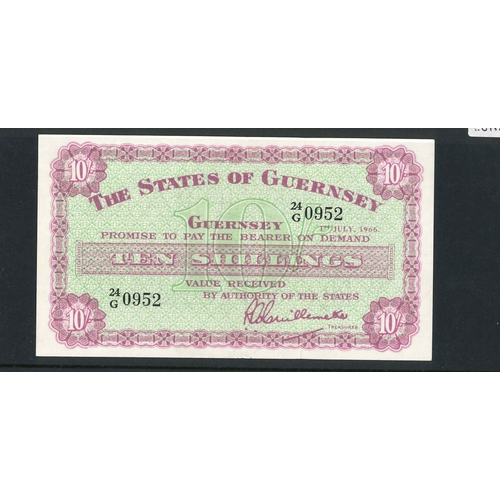 10/- 10/-
THE STATES OF GUERNSEY
24/G 0952
GUERNSEY 1ST JULY, 1966.
PROMISE TO PAY THE BEARER ON DEMAND
TEN SHILLINGS
10/-
VALUE RECEIVED
24/G 0952 BY AUTHORITY OF THE STATES
TREASURER
10/- 10/-